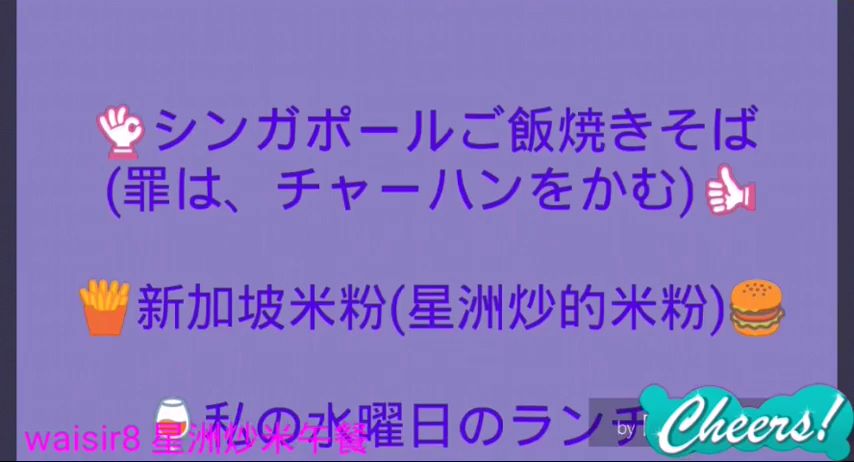 シンガポールご飯焼きそば
(罪は、チャーハンをかむ)
新加坡米粉(星洲炒的米粉)
私の水曜日のランチ
waisir8 星洲炒米午餐
by
Cheers!